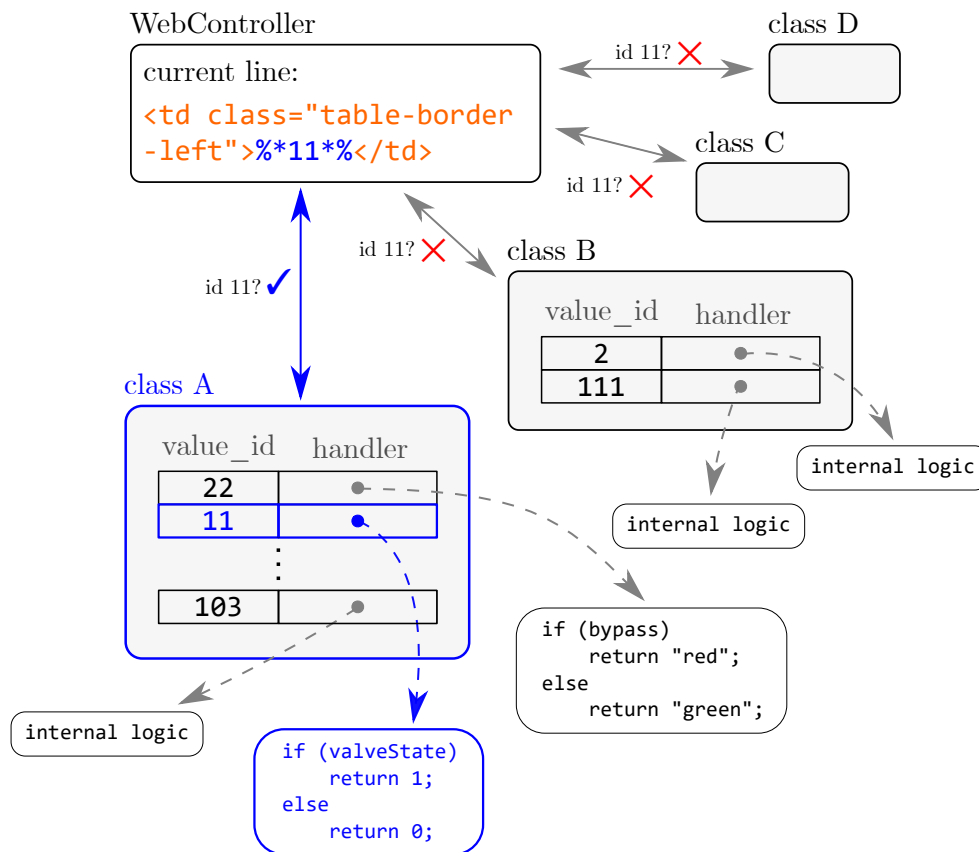 WebController
class D
current line:
<td class="table-border
-left">%*11*%</td>
id 11?
class C
id 11?
id 11?
class B
value_id handler
2
111
id 11?
class A
value_id handler
22
11
⋮
103
internal logic
internal logic
if (bypass)
    return "red";
else
    return "green";
internal logic
if (valveState)
    return 1;
else
    return 0;